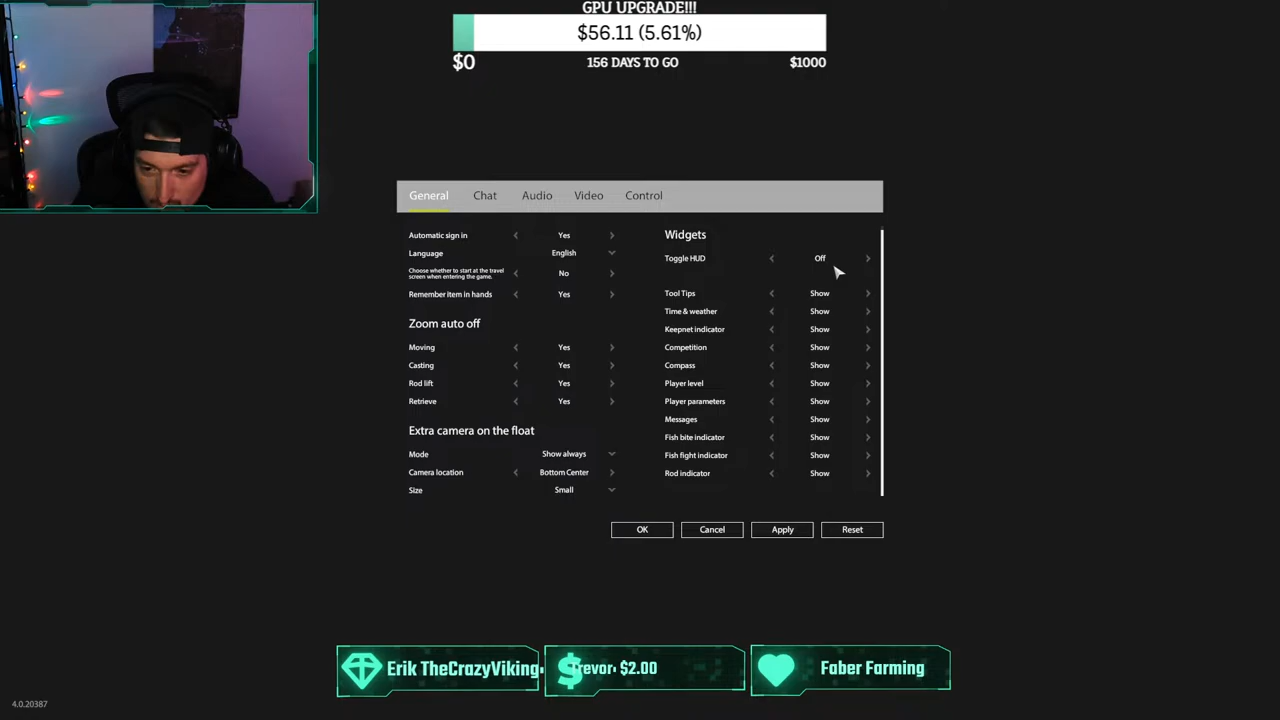 GPU UPGRADE!!!
$56.11 (5.61%)
$0
156 DAYS TO GO
$1000
General
Chat
Audio
Video
Control
Automatic sign in
Yes
Language
English
Choose whether to start at the travel
screen when entering the game.
No
Remember item in hands
Yes
Zoom auto off
Moving
Yes
Casting
Yes
Rod lift
Yes
Retrieve
Yes
Extra camera on the float
Mode
Show always
Camera location
Bottom Center
Size
Small
Widgets
Toggle HUD
Off
Tool Tips
Show
Time & weather
Show
Keepnet indicator
Show
Competition
Show
Compass
Show
Player level
Show
Player parameters
Show
Messages
Show
Fish bite indicator
Show
Fish fight indicator
Show
Rod indicator
Show
OK
Cancel
Apply
Reset
Erik TheCrazyViking
Trevor: $2.00
Faber Farming
4.0.20387